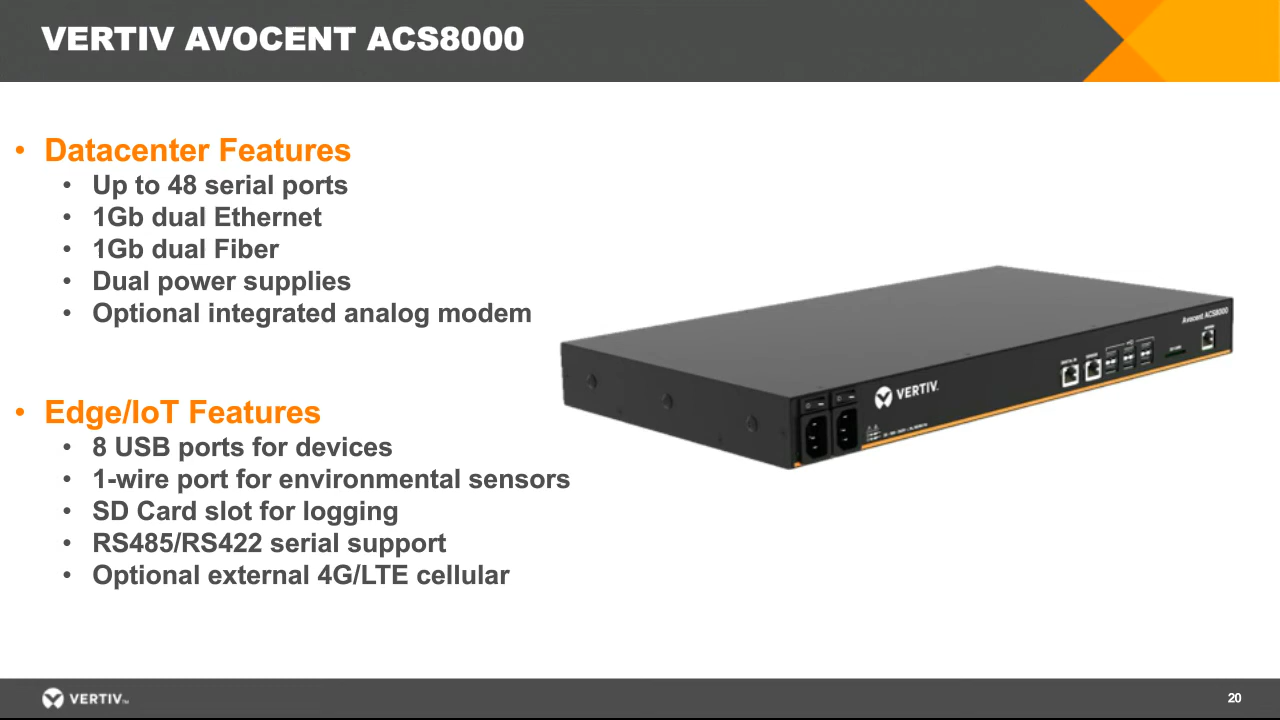 VERTIV AVOCENT ACS8000
• Datacenter Features
• Up to 48 serial ports
• 1Gb dual Ethernet
• 1Gb dual Fiber
• Dual power supplies
• Optional integrated analog modem
• Edge/IoT Features
• 8 USB ports for devices
• 1-wire port for environmental sensors
• SD Card slot for logging
• RS485/RS422 serial support
• Optional external 4G/LTE cellular
Avocent ACS8000
VERTIV.
VERTIV™
20